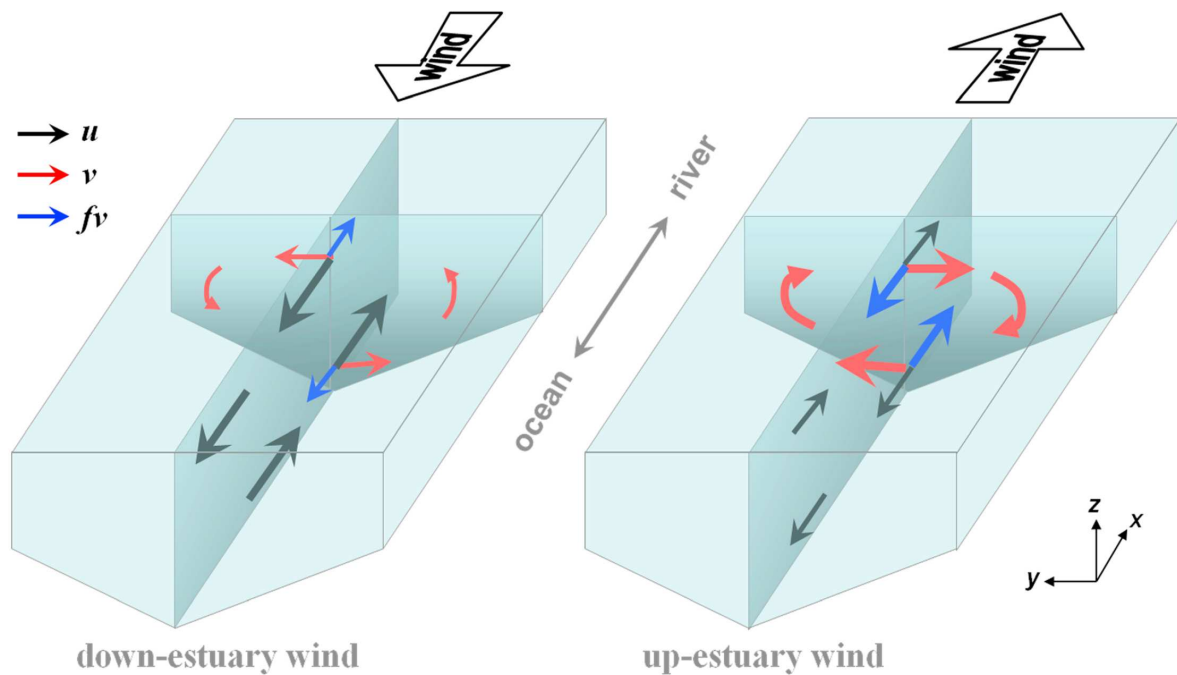 wind
wind
u
v
fv
river
ocean
z
x
y
down-estuary wind
up-estuary wind